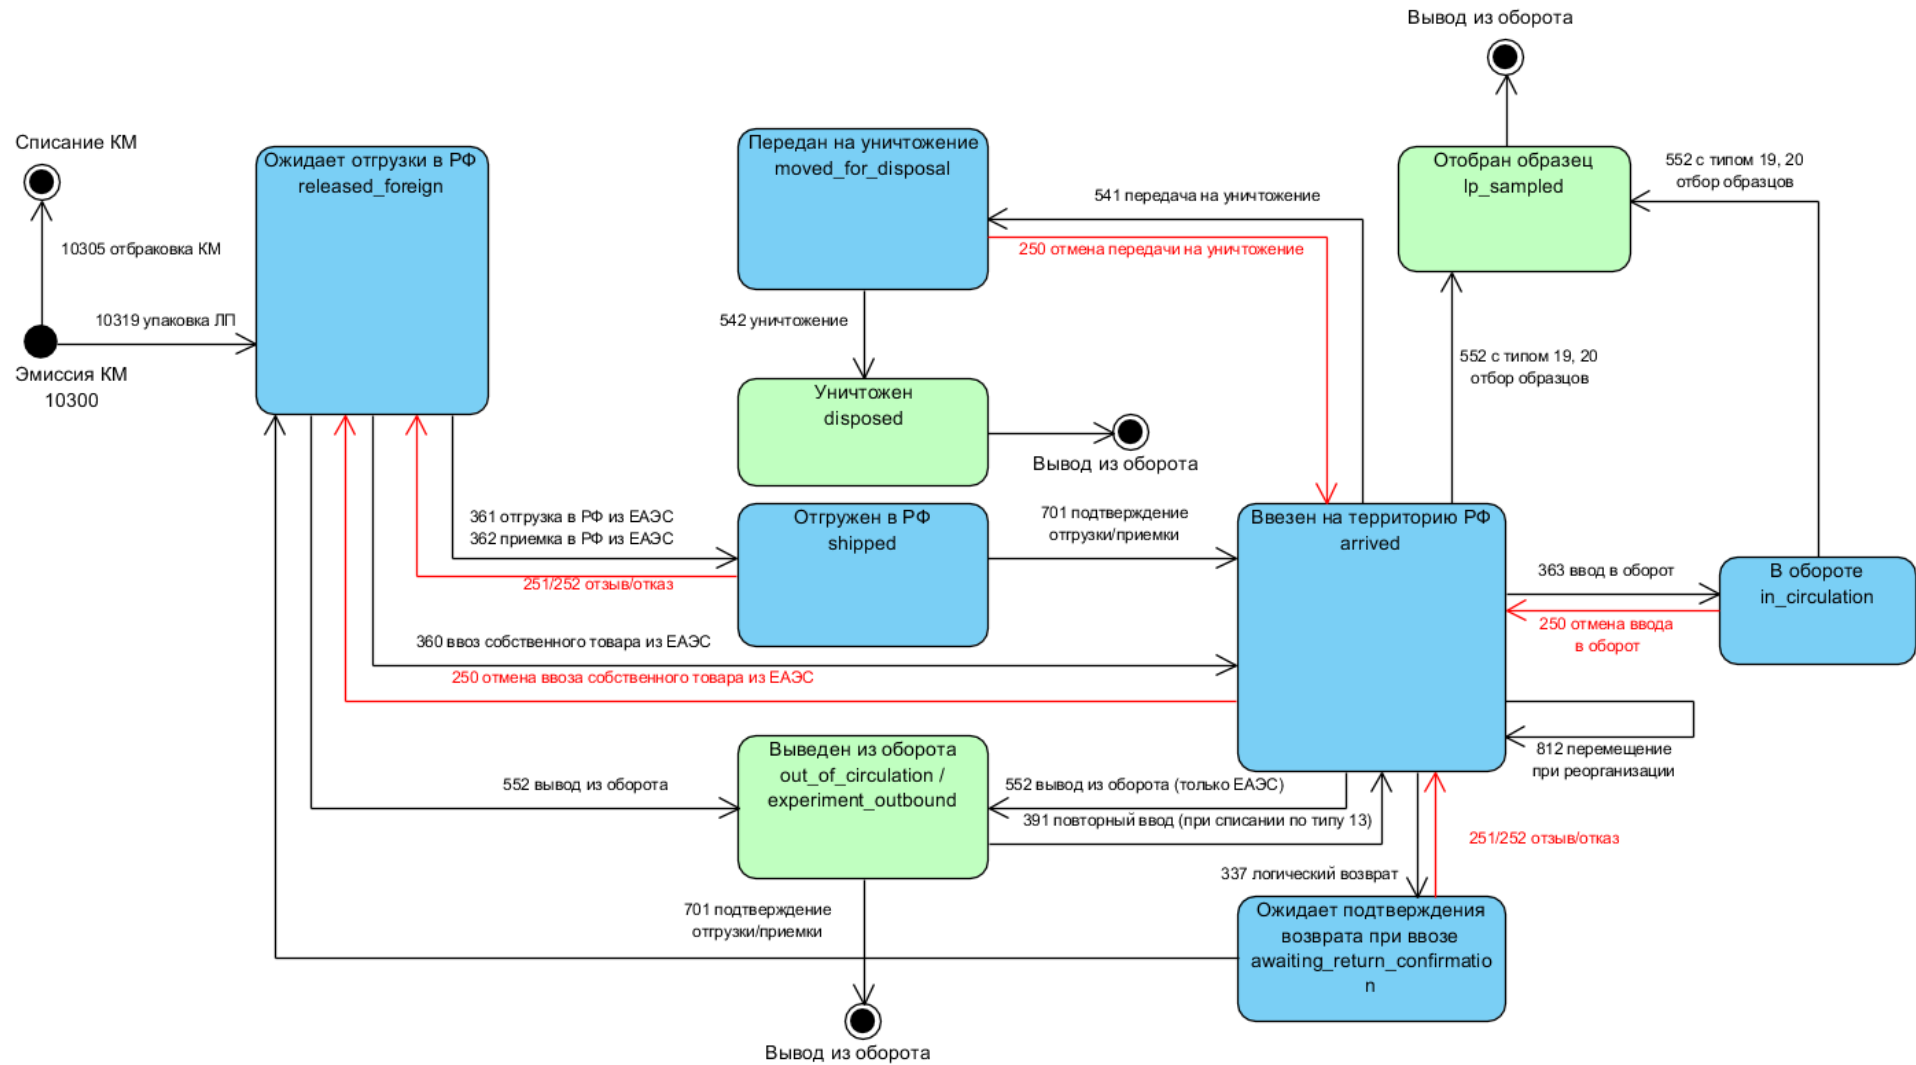 Вывод из оборота
Списание КМ
10305 отбраковка КМ
10319 упаковка ЛП
Эмиссия КМ
10300
Ожидает отгрузки в РФ
released_foreign
Передан на уничтожение
moved_for_disposal
541 передача на уничтожение
250 отмена передачи на уничтожение
Отобран образец
lp_sampled
552 с типом 19, 20
отбор образцов
542 уничтожение
552 с типом 19, 20
отбор образцов
Уничтожен
disposed
Вывод из оборота
361 отгрузка в РФ из ЕАЭС
362 приемка в РФ из ЕАЭС
251/252 отзыв/отказ
Отгружен в РФ
shipped
701 подтверждение
отгрузки/приемки
Ввезен на территорию РФ
arrived
363 ввод в оборот
250 отмена ввода
в оборот
В обороте
in_circulation
360 ввоз собственного товара из ЕАЭС
250 отмена ввоза собственного товара из ЕАЭС
812 перемещение
при реорганизации
552 вывод из оборота
Выведен из оборота
out_of_circulation /
experiment_outbound
552 вывод из оборота (только ЕАЭС)
391 повторный ввод (при списании по типу 13)
251/252 отзыв/отказ
337 логический возврат
701 подтверждение
отгрузки/приемки
Ожидает подтверждения
возврата при ввозе
awaiting_return_confirmatio
n
Вывод из оборота